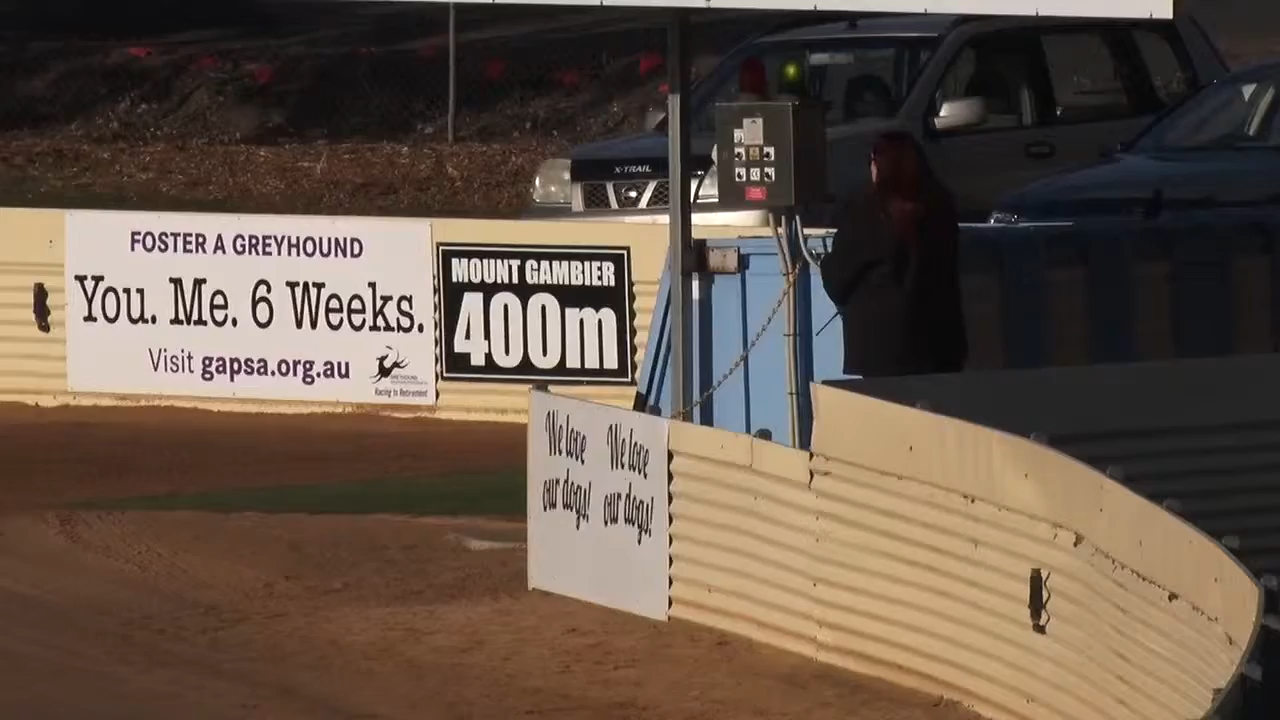 X-TRAIL
FOSTER A GREYHOUND
You. Me. 6 Weeks.
Visit gapsa.org.au
GREYHOUND
Racing to Retirement
MOUNT GAMBIER
400m
We love
our dogs!
We love
our dogs!